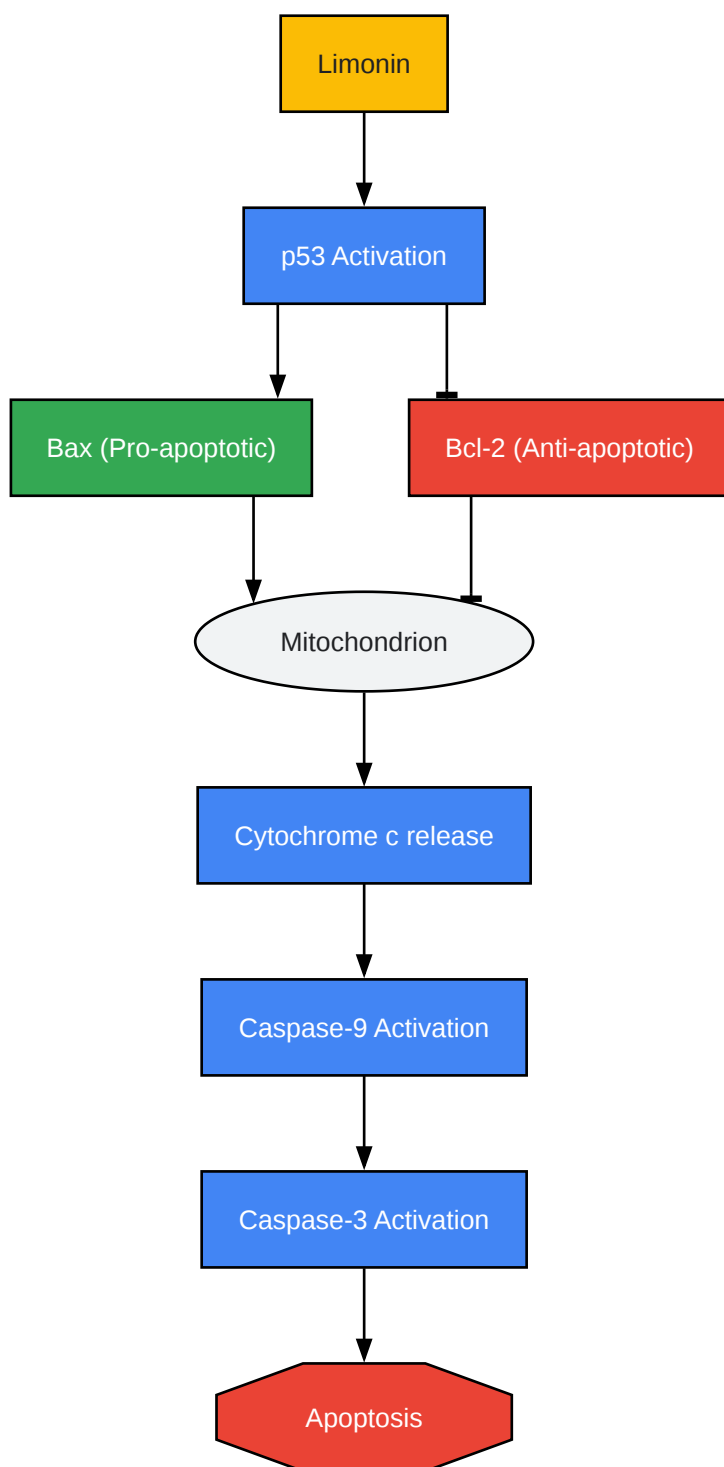 Limonin
p53 Activation
Bax (Pro-apoptotic)
Bcl-2 (Anti-apoptotic)
Mitochondrion
Cytochrome c release
Caspase-9 Activation
Caspase-3 Activation
Apoptosis